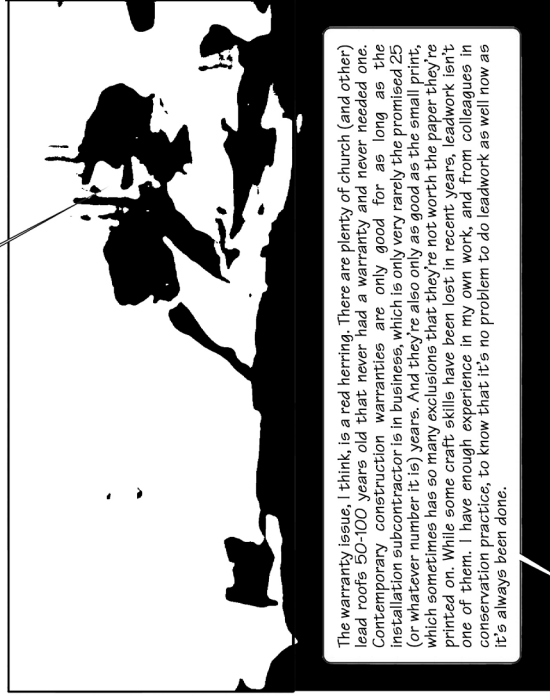 The warranty issue, I think, is a red herring. There are plenty of church (and other)
lead roofs 50-100 years old that never had a warranty and never needed one.
Contemporary construction warranties are only good for as long as the
installation subcontractor is in business, which is only very rarely the promised 25
(or whatever number it is) years. And they're also only as good as the small print,
which sometimes has so many exclusions that they're not worth the paper they're
printed on. While some craft skills have been lost in recent years, leadwork isn't
one of them. I have enough experience in my own work, and from colleagues in
conservation practice, to know that it's no problem to do leadwork as well now as
it's always been done.